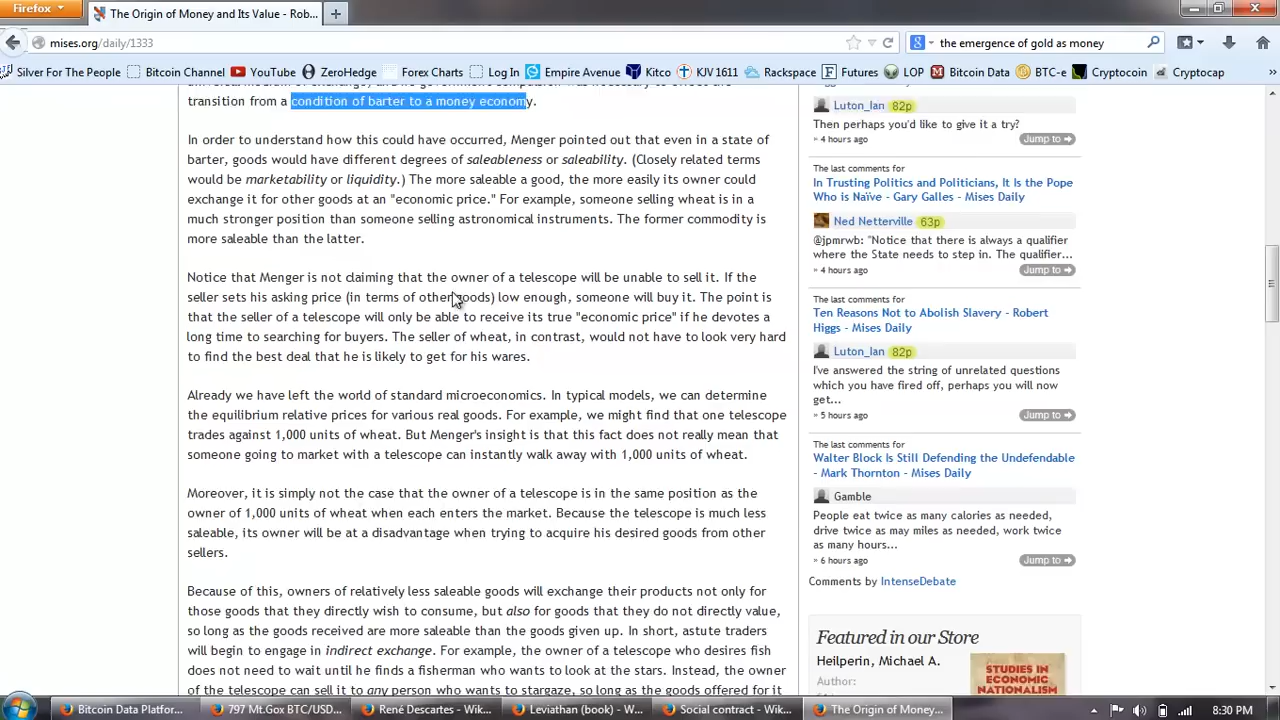 Firefox
The Origin of Money and Its Value - Rob...
mises.org/daily/1333
the emergence of gold as money
Silver For The People
Bitcoin Channel
YouTube
ZeroHedge
Forex Charts
Log In
Empire Avenue
Kitco
KJV 1611
Rackspace
Futures
LOP
Bitcoin Data
BTC-e
Cryptocoin
Cryptocap
transition from a condition of barter to a money economy.
In order to understand how this could have occurred, Menger pointed out that even in a state of
barter, goods would have different degrees of saleableness or saleability. (Closely related terms
would be marketability or liquidity.) The more saleable a good, the more easily its owner could
exchange it for other goods at an "economic price." For example, someone selling wheat is in a
much stronger position than someone selling astronomical instruments. The former commodity is
more saleable than the latter.
Notice that Menger is not claiming that the owner of a telescope will be unable to sell it. If the
seller sets his asking price (in terms of other goods) low enough, someone will buy it. The point is
that the seller of a telescope will only be able to receive its true "economic price" if he devotes a
long time to searching for buyers. The seller of wheat, in contrast, would not have to look very hard
to find the best deal that he is likely to get for his wares.
Already we have left the world of standard microeconomics. In typical models, we can determine
the equilibrium relative prices for various real goods. For example, we might find that one telescope
trades against 1,000 units of wheat. But Menger's insight is that this fact does not really mean that
someone going to market with a telescope can instantly walk away with 1,000 units of wheat.
Moreover, it is simply not the case that the owner of a telescope is in the same position as the
owner of 1,000 units of wheat when each enters the market. Because the telescope is much less
saleable, its owner will be at a disadvantage when trying to acquire his desired goods from other
sellers.
Because of this, owners of relatively less saleable goods will exchange their products not only for
those goods that they directly wish to consume, but also for goods that they do not directly value,
so long as the goods received are more saleable than the goods given up. In short, astute traders
will begin to engage in indirect exchange. For example, the owner of a telescope who desires fish
does not need to wait until he finds a fisherman who wants to look at the stars. Instead, the owner
of the telescope can sell it to any person who wants to stargaze, so long as the goods offered for it
Luton_Ian 82p
Then perhaps you'd like to give it a try?
» 4 hours ago
Jump to
The last comments for
In Trusting Politics and Politicians, It Is the Pope
Who is Naïve - Gary Galles - Mises Daily
Ned Netterville 63p
@jpmrwb: "Notice that there is always a qualifier
where the State needs to step in. The qualifier...
» 4 hours ago
Jump to
The last comments for
Ten Reasons Not to Abolish Slavery - Robert
Higgs - Mises Daily
Luton_Ian 82p
I've answered the string of unrelated questions
which you have fired off, perhaps you will now
get...
» 5 hours ago
Jump to
The last comments for
Walter Block Is Still Defending the Undefendable
- Mark Thornton - Mises Daily
Gamble
People eat twice as many calories as needed,
drive twice as may miles as needed, work twice
as many hours...
» 6 hours ago
Jump to
Comments by IntenseDebate
Featured in our Store
Heilperin, Michael A.
Author:
STUDIES IN
ECONOMIC
NATIONALISM
Bitcoin Data Platfor...
797 Mt.Gox BTC/USD...
René Descartes - Wik...
Leviathan (book) - W...
Social contract - Wik...
The Origin of Money...
8:30 PM